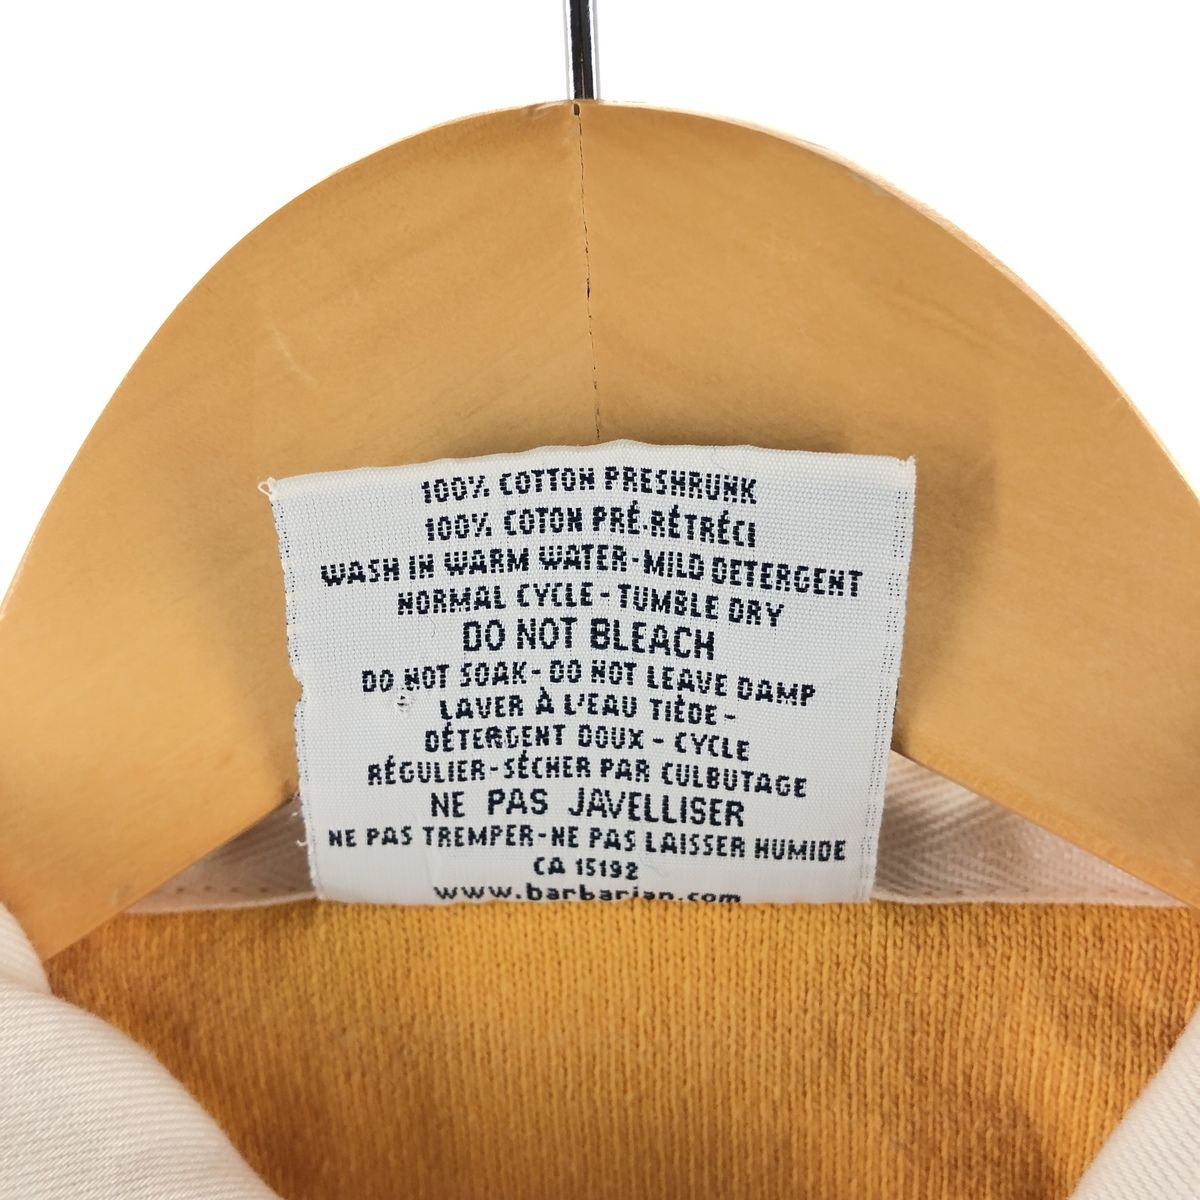 100% COTTON PRESHRUNK
100% COTON PRÉ-RÉTRÉCI
WASH IN WARM WATER-MILD DETERGENT
NORMAL CYCLE - TUMBLE DRY
DO NOT BLEACH
DO NOT SOAK - DO NOT LEAVE DAMP
LAVER À L'EAU TIÈDE -
DÉTERGENT DOUX - CYCLE
RÉGULIER-SÉCHER PAR CULBUTAGE
NE PAS JAVELLISER
NE PAS TREMPER-NE PAS LAISSER HUMIDE
CA 15192
www.barbarian.com